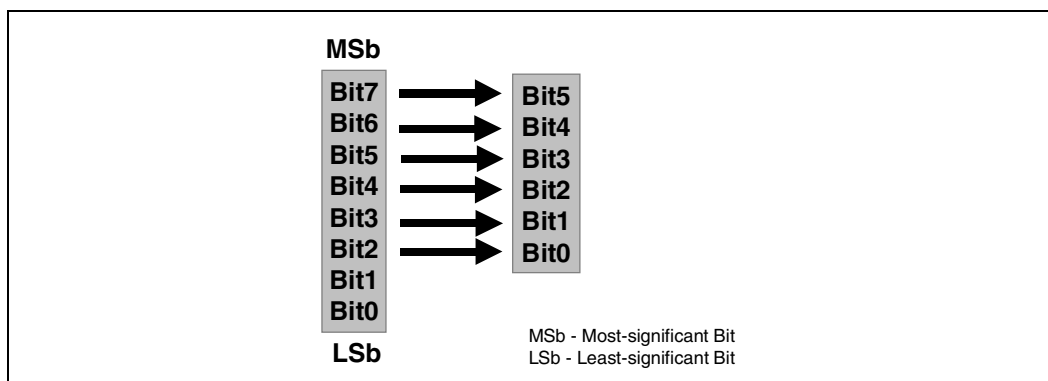 MSb
Bit7
Bit6
Bit5
Bit4
Bit3
Bit2
Bit1
Bit0
LSb
Bit5
Bit4
Bit3
Bit2
Bit1
Bit0
MSb - Most-significant Bit
LSb - Least-significant Bit